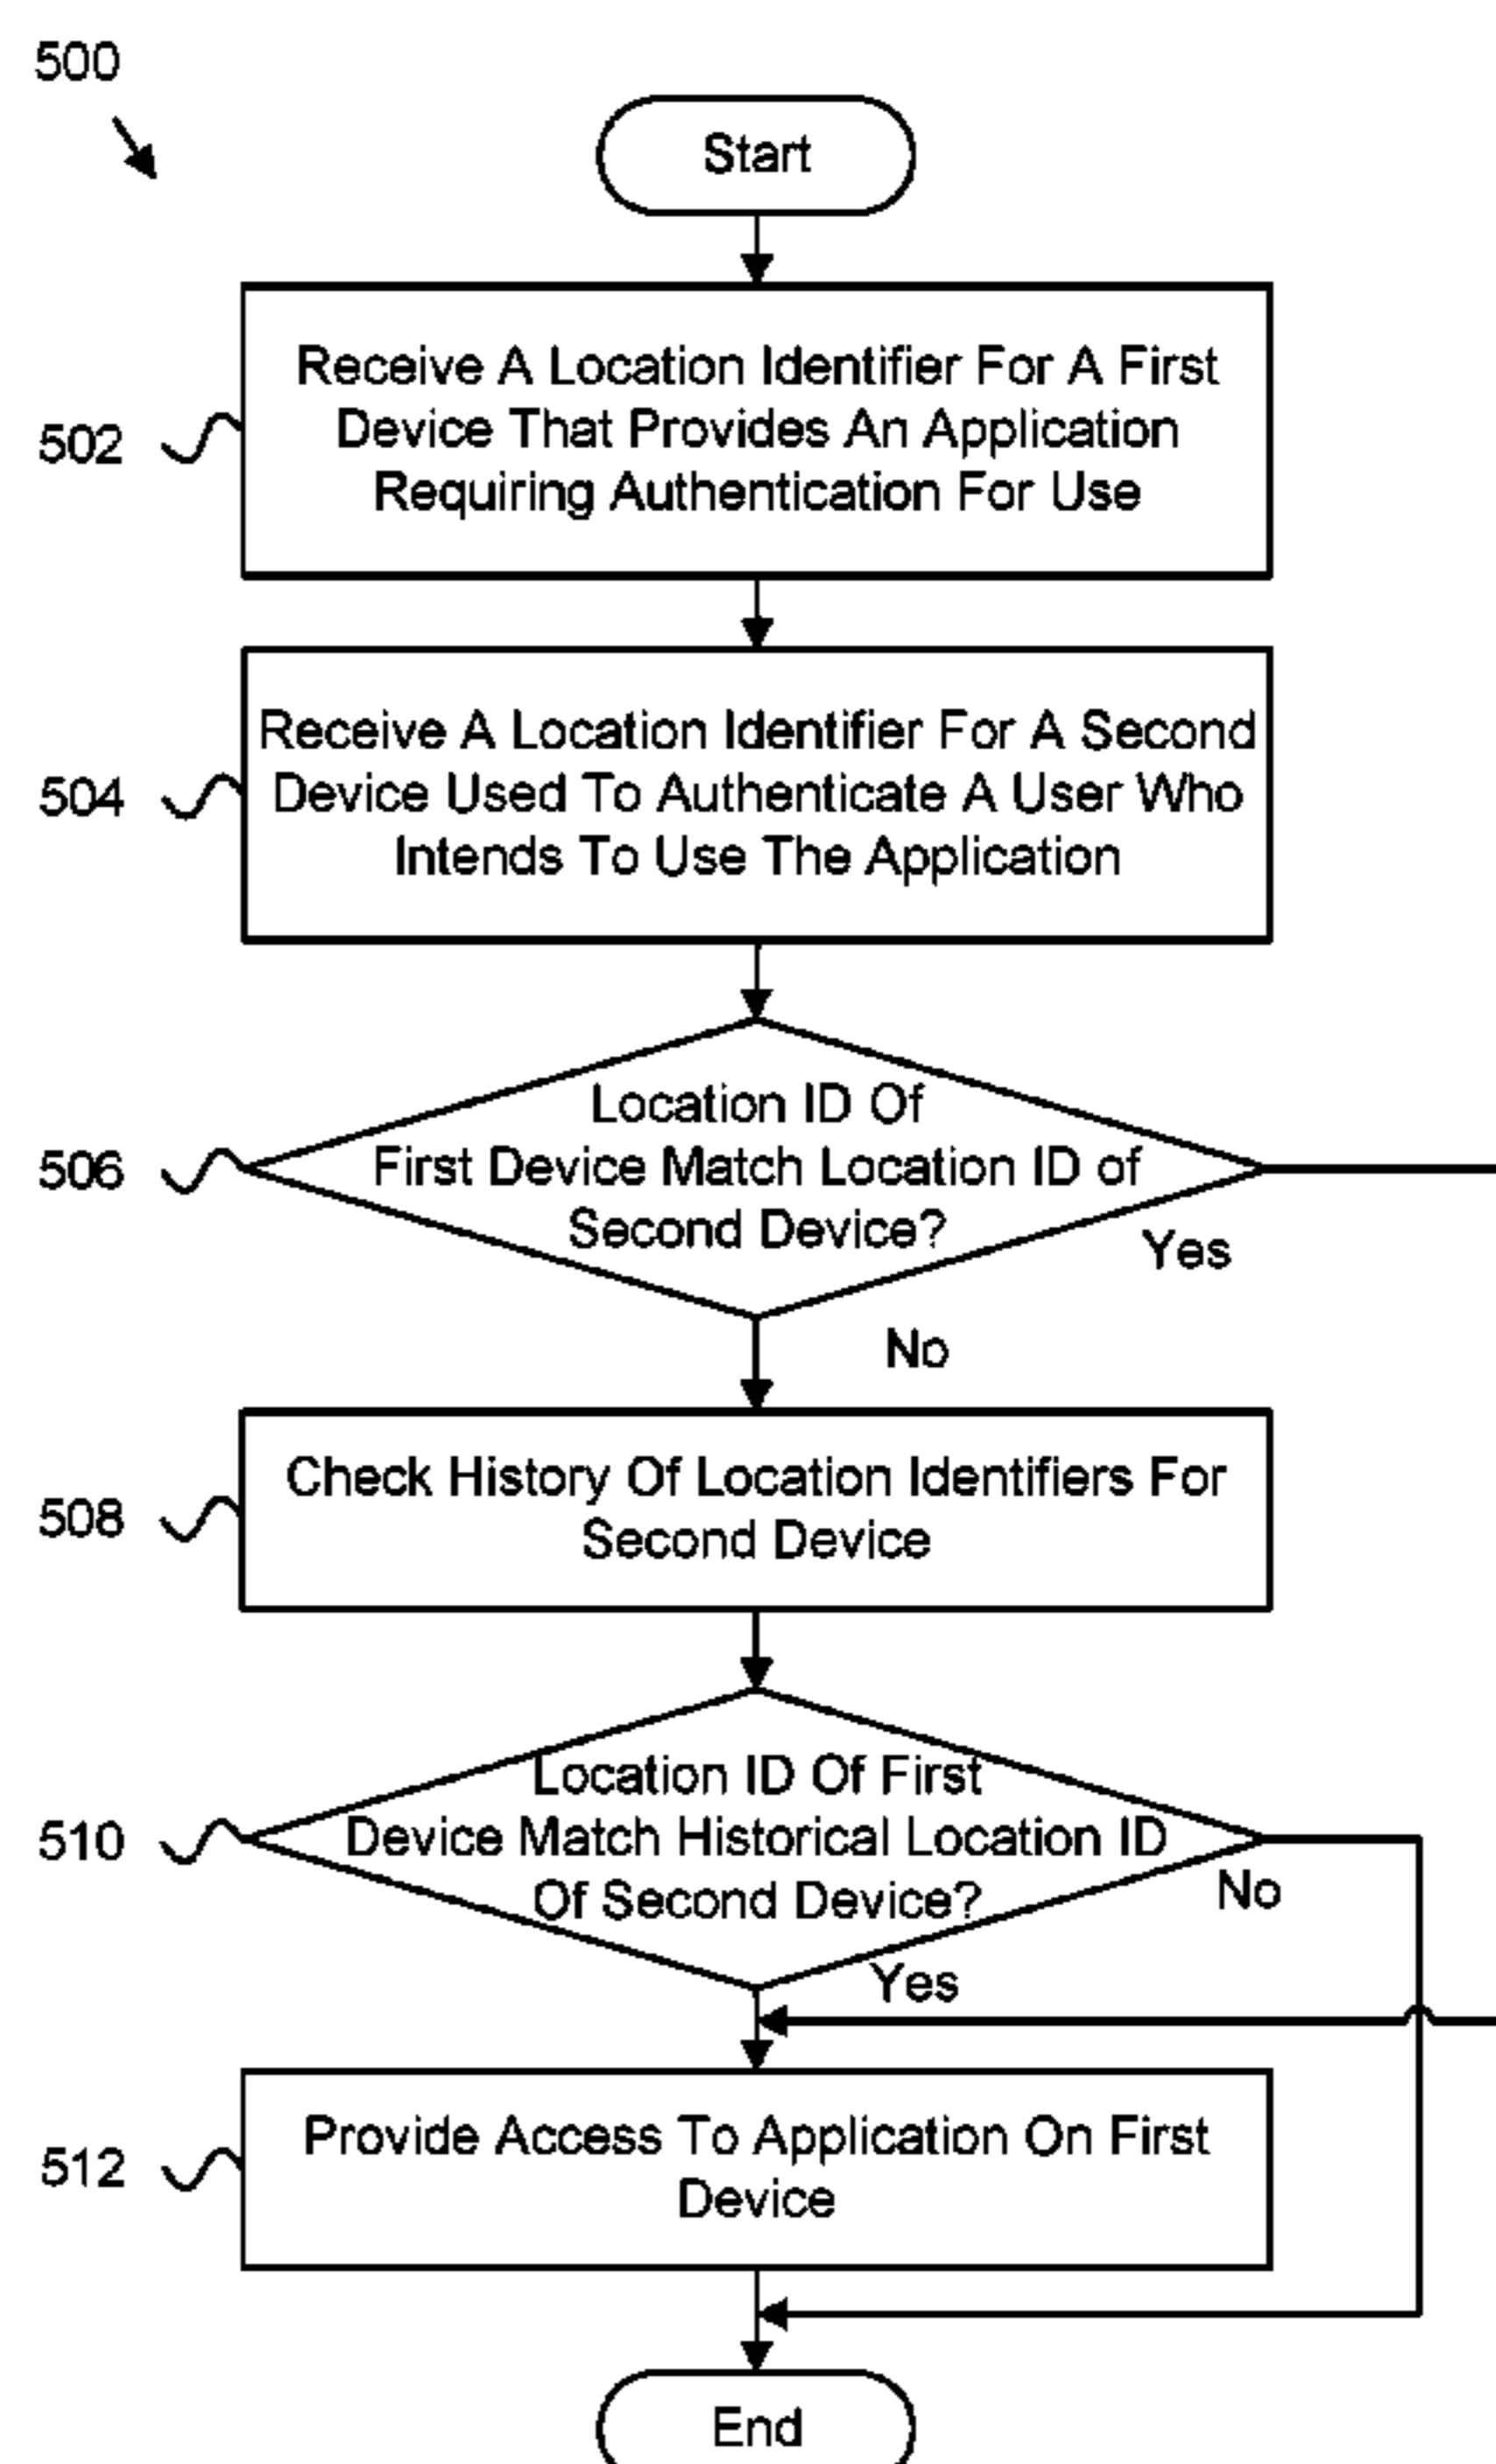 500
Start
502
Receive A Location Identifier For A First
Device That Provides An Application
Requiring Authentication For Use
504
Receive A Location Identifier For A Second
Device Used To Authenticate A User Who
Intends To Use The Application
506
Location ID Of
First Device Match Location ID of
Second Device?
Yes
No
508
Check History Of Location Identifiers For
Second Device
510
Location ID Of First
Device Match Historical Location ID
Of Second Device?
No
Yes
512
Provide Access To Application On First
Device
End